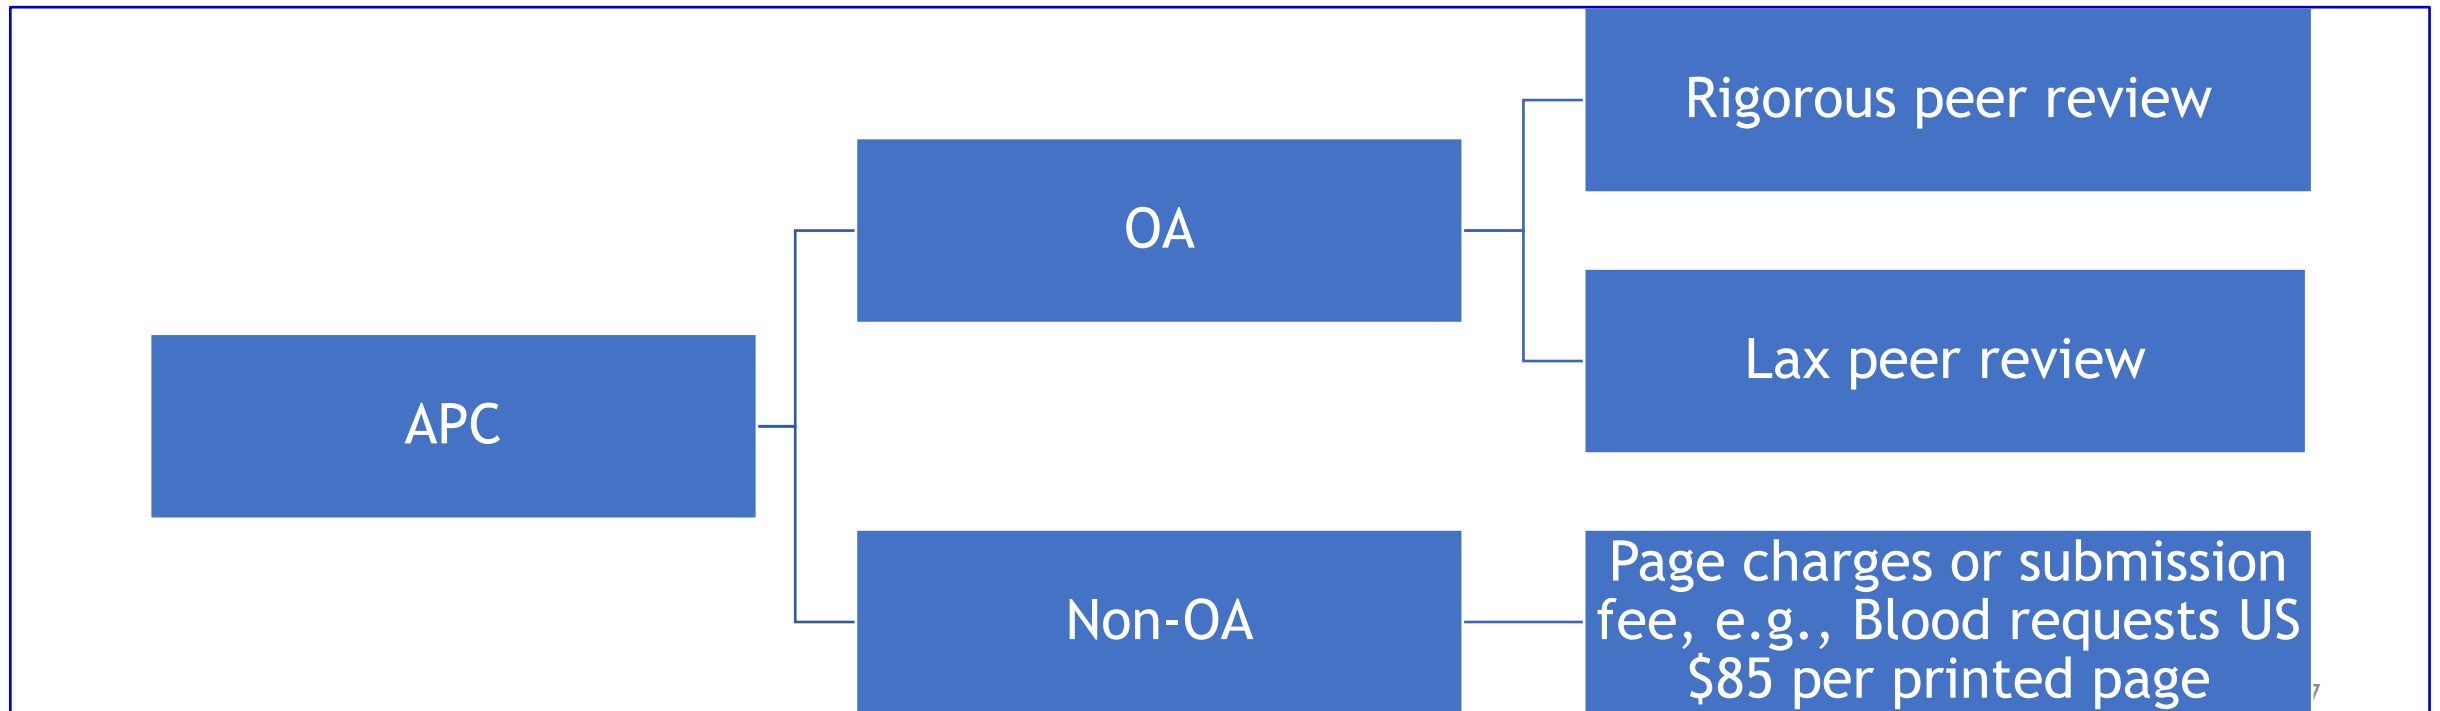 Rigorous peer review
OA
Lax peer review
APC
Non-OA
Page charges or submission
fee, e.g., Blood requests US
$85 per printed page
7